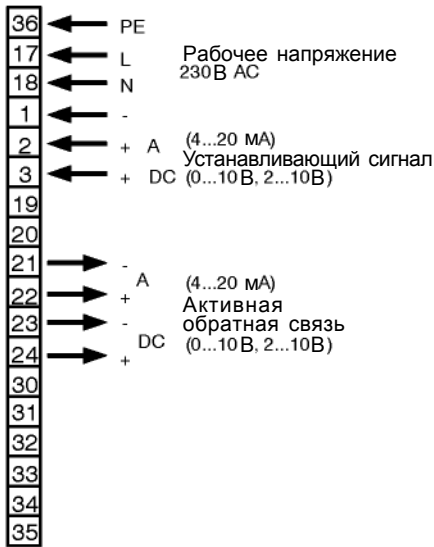 36 PE
17 L Рабочее напряжение
18 N 230В AC
1 -
2 + A (4...20 мА)
Устанавливающий сигнал
3 + DC (0...10В, 2...10В)
19
20
21 -
A (4...20 мА)
22 +
Активная
23 -
обратная связь
DC (0...10В, 2...10В)
24 +
30
31
32
33
34
35